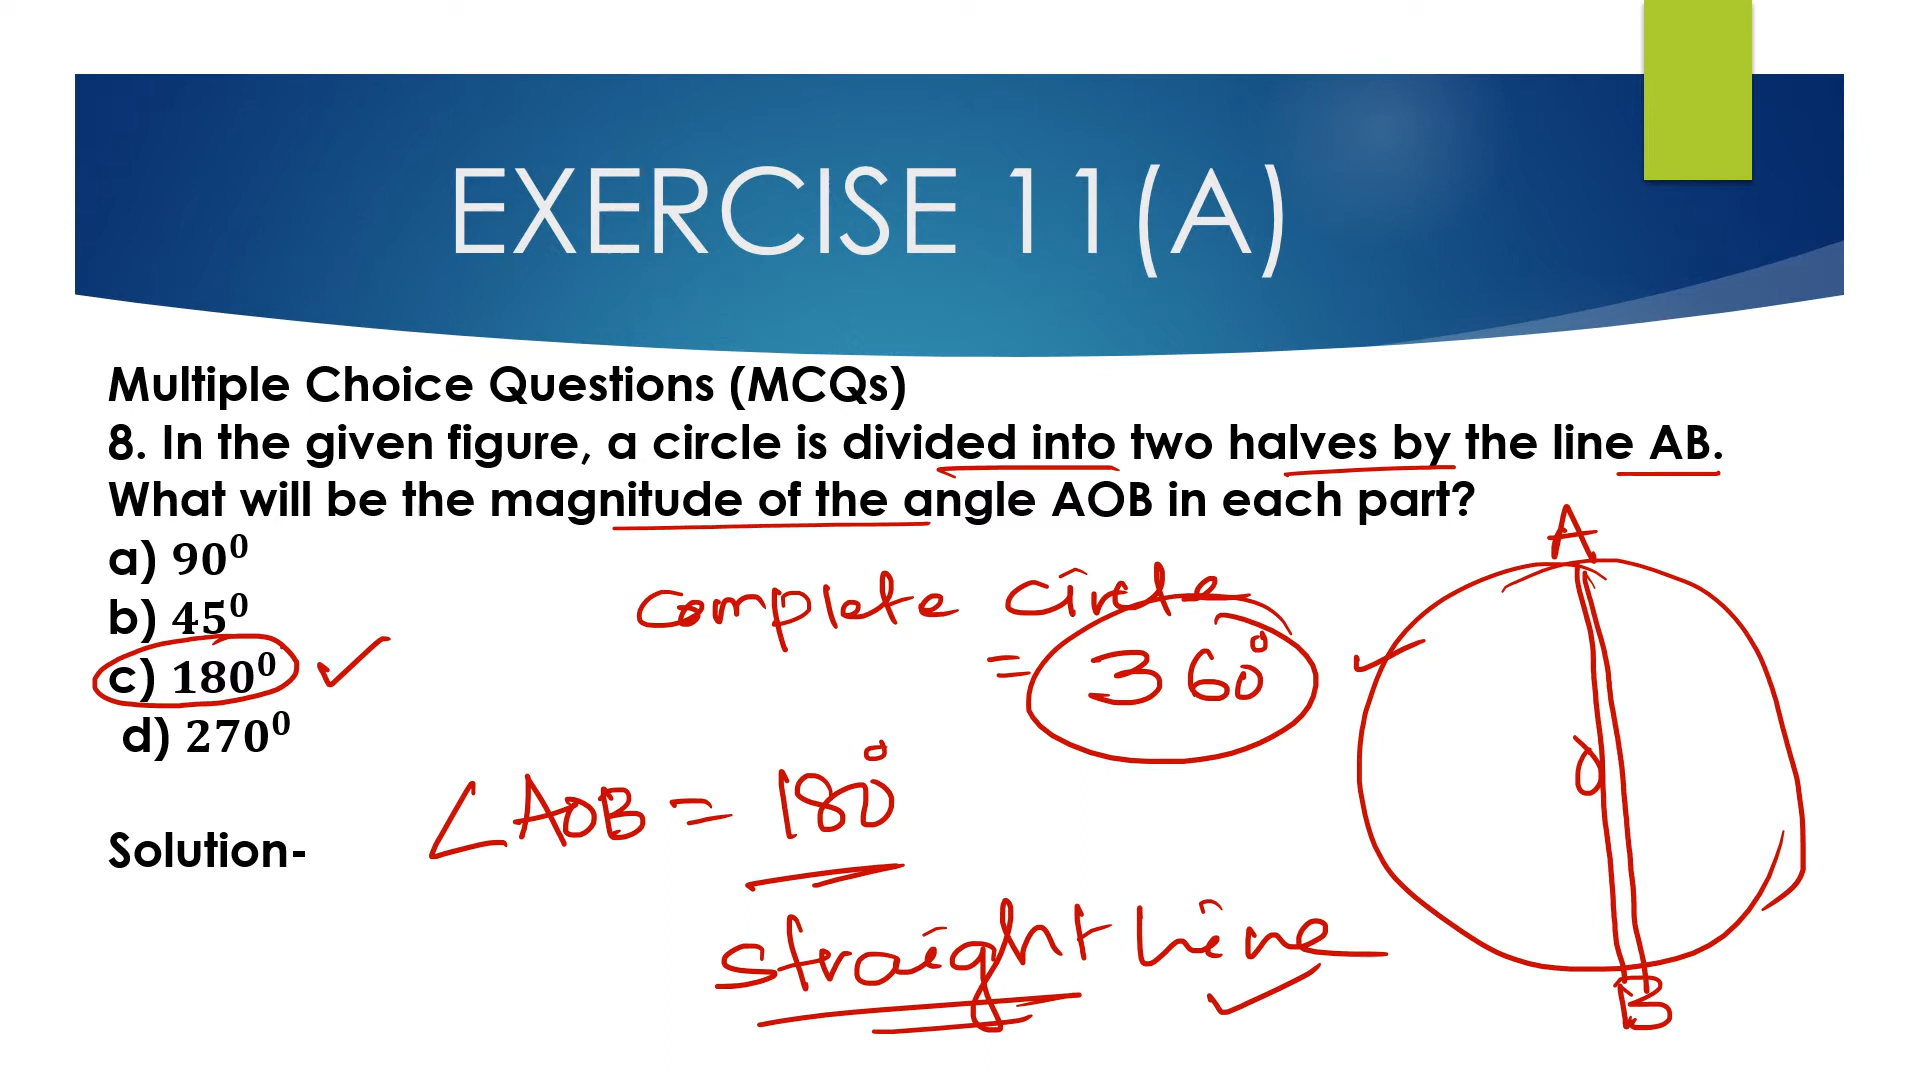 EXERCISE 11(A)
Multiple Choice Questions (MCQs)
8. In the given figure, a circle is divided into two halves by the line AB.
What will be the magnitude of the angle AOB in each part?
a) 90⁰
b) 45⁰
c) 180⁰
d) 270⁰
complete circle
= 360°
∠AOB = 180°
Solution-
straight line
A
O
B